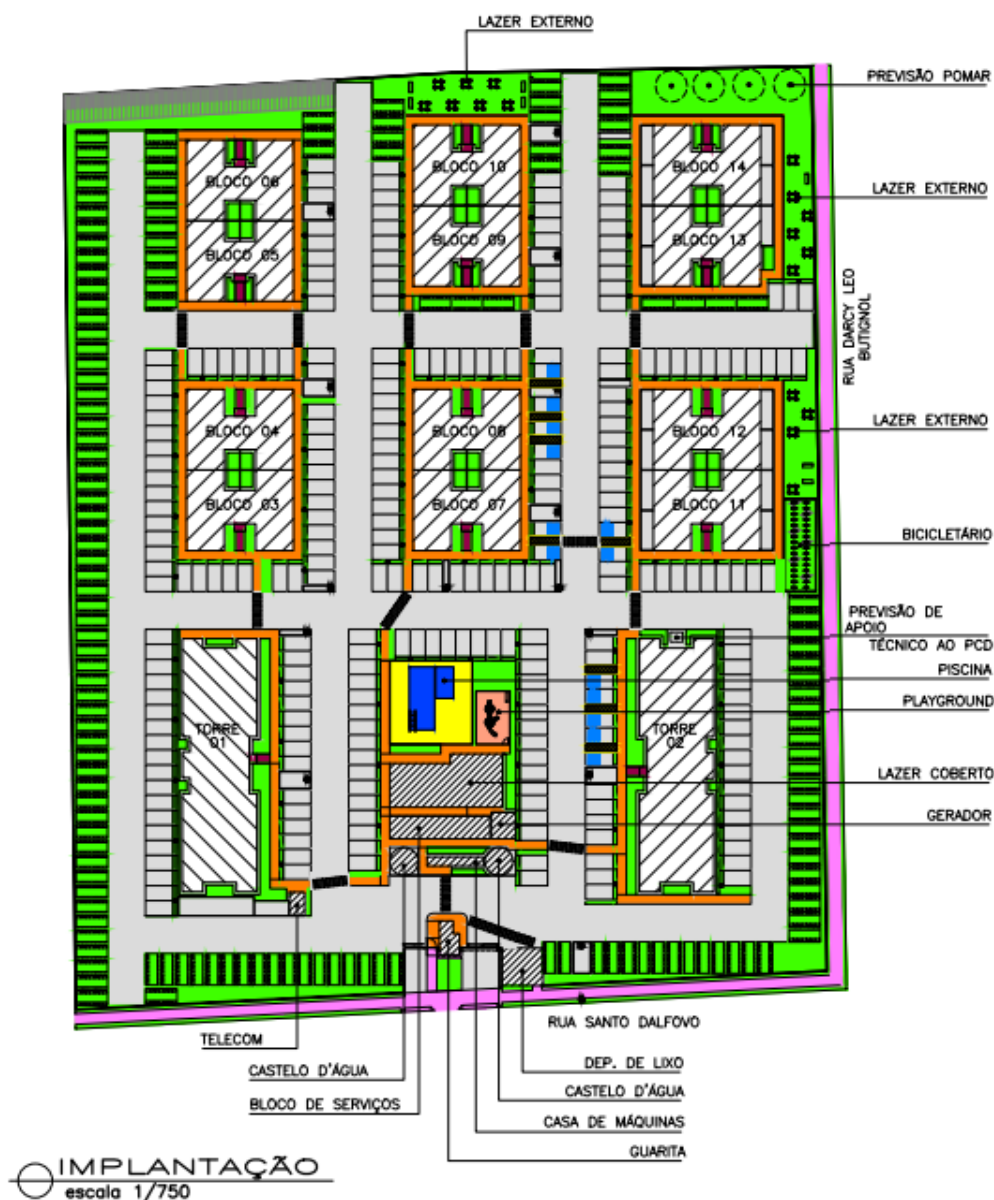 LAZER EXTERNO
PREVISÃO POMAR
BLOCO 06
BLOCO 10
BLOCO 14
LAZER EXTERNO
BLOCO 05
BLOCO 09
BLOCO 13
RUA DARCY LEO
BUTIGNOL
BLOCO 04
BLOCO 08
BLOCO 12
LAZER EXTERNO
BLOCO 03
BLOCO 07
BLOCO 11
BICICLETÁRIO
PREVISÃO DE
APOIO
TÉCNICO AO PCD
PISCINA
PLAYGROUND
TORRE
01
TORRE
02
LAZER COBERTO
GERADOR
RUA SANTO DALFOVO
TELECOM
DEP. DE LIXO
CASTELO D'ÁGUA
CASTELO D'ÁGUA
BLOCO DE SERVIÇOS
CASA DE MÁQUINAS
GUARITA
IMPLANTAÇÃO
escala 1/750